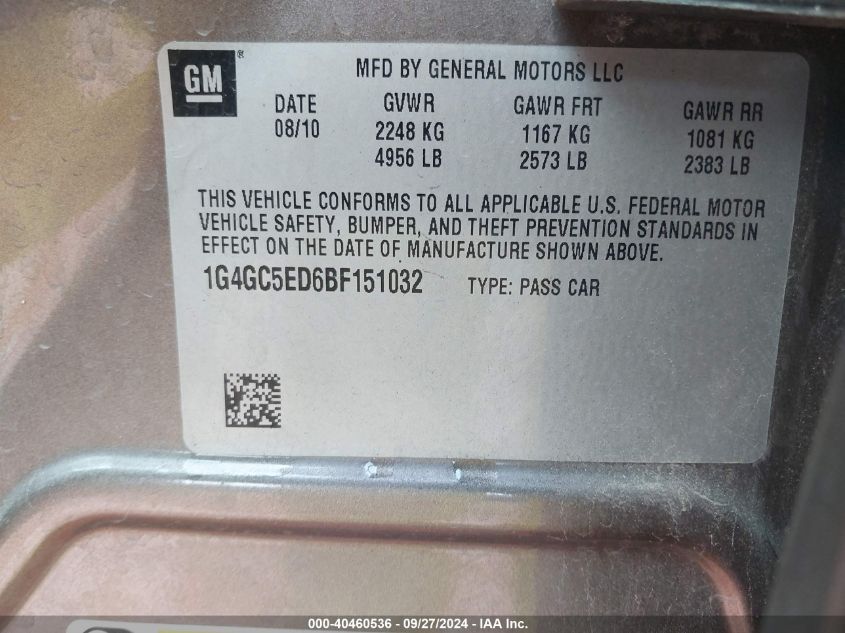 GM ®
MFD BY GENERAL MOTORS LLC
DATE GVWR GAWR FRT GAWR RR
08/10 2248 KG 1167 KG 1081 KG
4956 LB 2573 LB 2383 LB
THIS VEHICLE CONFORMS TO ALL APPLICABLE U.S. FEDERAL MOTOR
VEHICLE SAFETY, BUMPER, AND THEFT PREVENTION STANDARDS IN
EFFECT ON THE DATE OF MANUFACTURE SHOWN ABOVE.
1G4GC5ED6BF151032 TYPE: PASS CAR
000-40460536 - 09/27/2024 - IAA Inc.